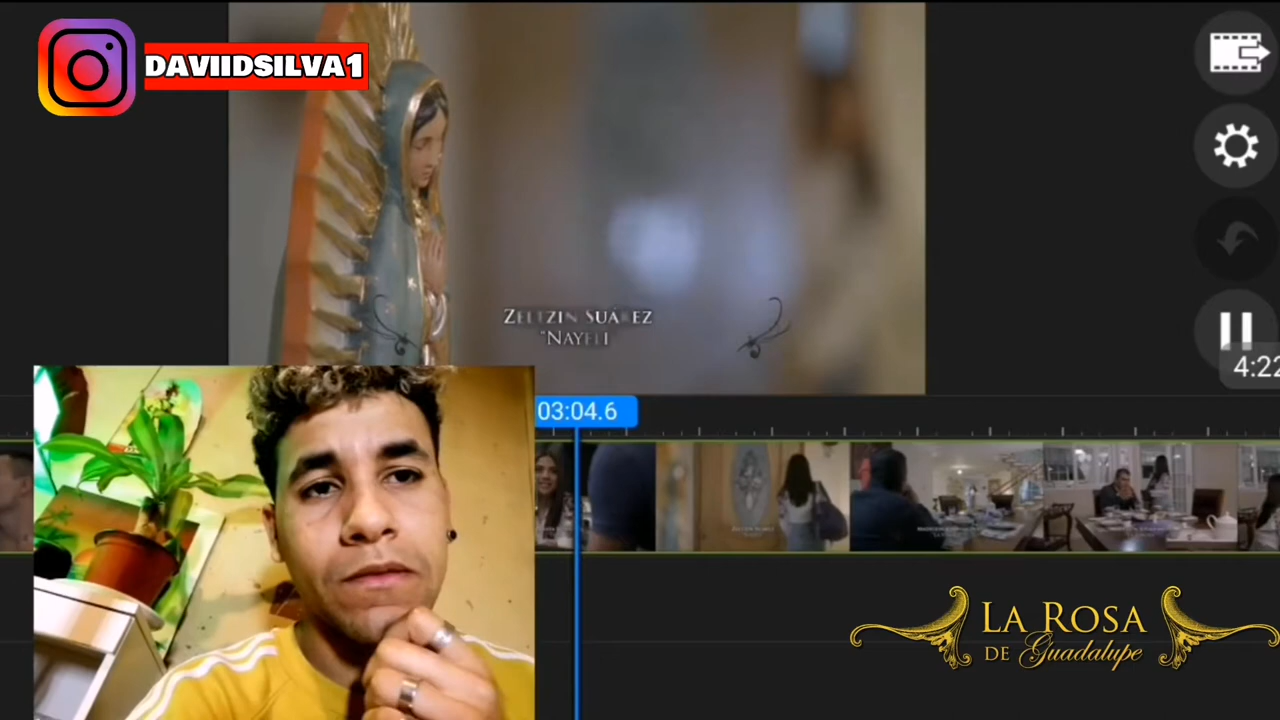 DAVIIDSILVA1
ZELTZIN SUÁREZ
"NAYELI
03:04.6
4:22
LA ROSA
DE Guadalupe